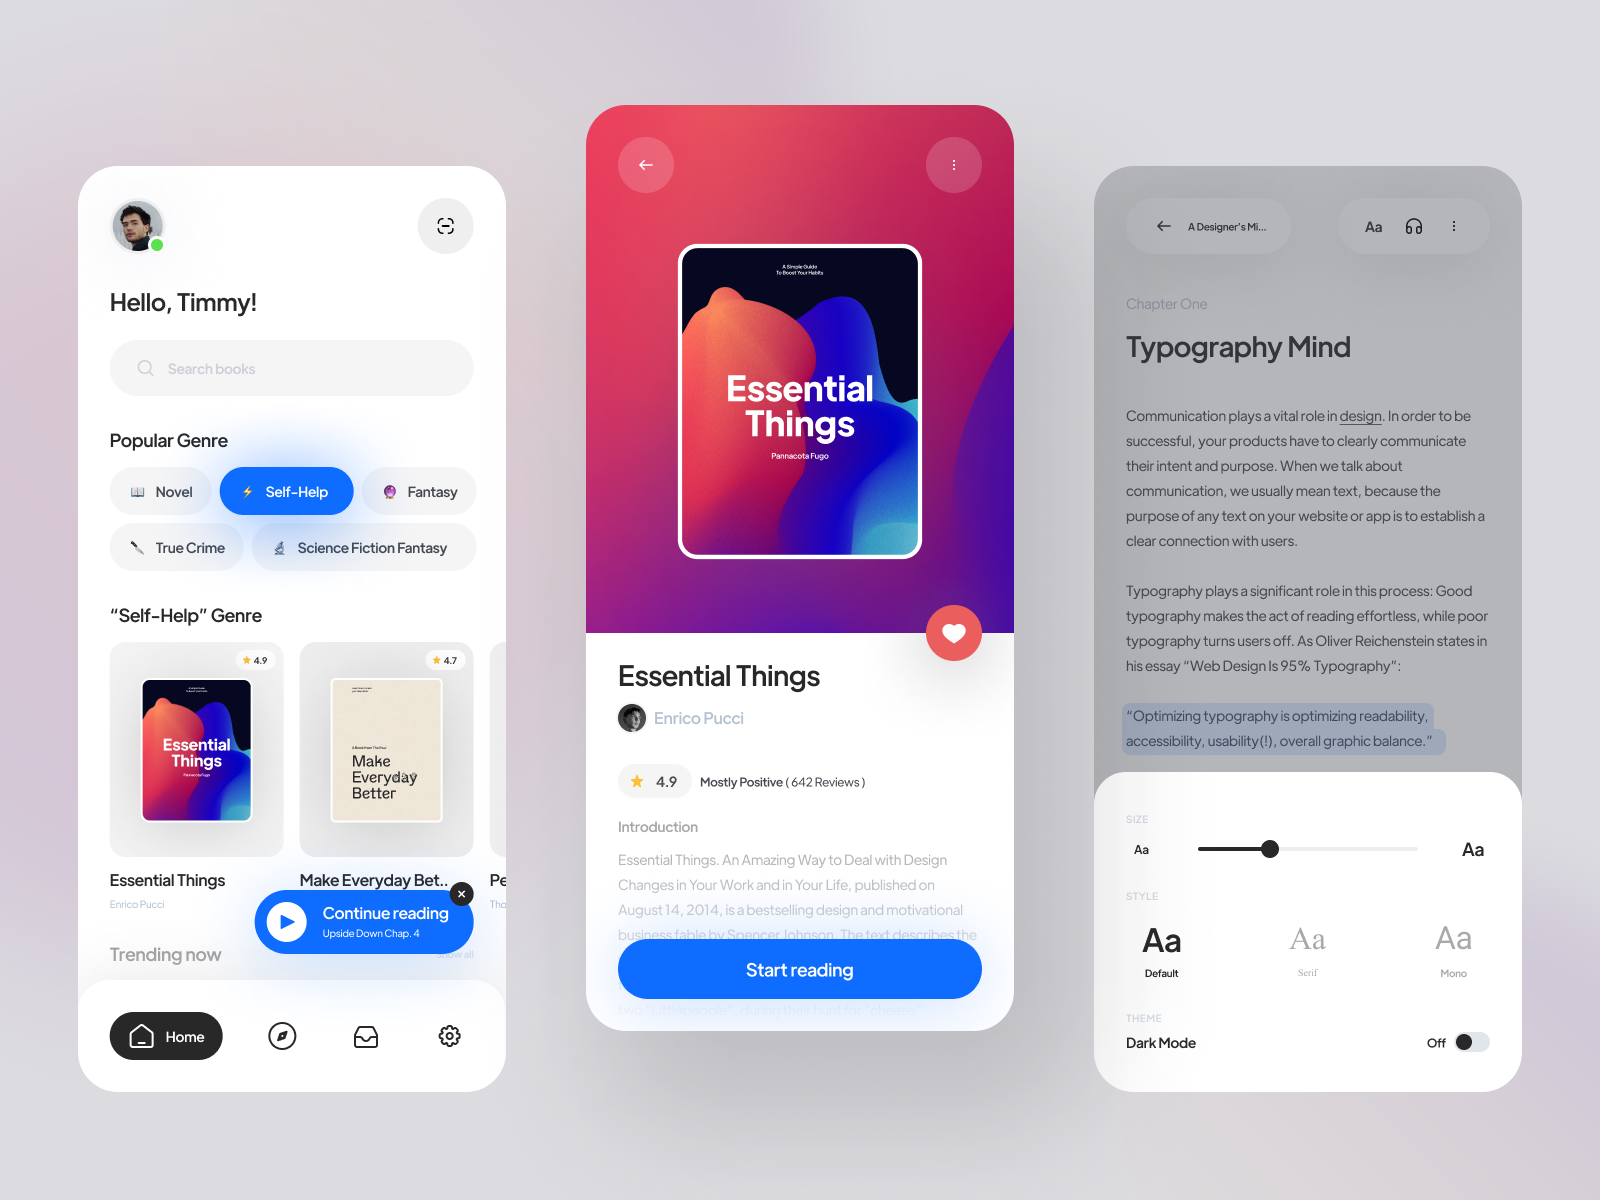 Hello, Timmy!
Search books
Popular Genre
Novel
Self-Help
Fantasy
True Crime
Science Fiction Fantasy
“Self-Help” Genre
4.9
Essential
Things
Pannacota Fugo
4.7
Make
Everyday
Better
Essential Things
Enrico Pucci
Make Everyday Bet..
Pe
Tho
Continue reading
Upside Down Chap. 4
Trending now
Show all
Home
A Simple Guide
To Boost Your Habits
Essential
Things
Pannacota Fugo
Essential Things
Enrico Pucci
4.9
Mostly Positive ( 642 Reviews )
Introduction
Essential Things. An Amazing Way to Deal with Design
Changes in Your Work and in Your Life, published on
August 14, 2014, is a bestselling design and motivational
business fable by Spencer Johnson. The text describes the
Start reading
two "littlepeople", during their hunt for "cheese"
A Designer's Mi...
Aa
Chapter One
Typography Mind
Communication plays a vital role in design. In order to be
successful, your products have to clearly communicate
their intent and purpose. When we talk about
communication, we usually mean text, because the
purpose of any text on your website or app is to establish a
clear connection with users.
Typography plays a significant role in this process: Good
typography makes the act of reading effortless, while poor
typography turns users off. As Oliver Reichenstein states in
his essay “Web Design Is 95% Typography”:
“Optimizing typography is optimizing readability,
accessibility, usability(!), overall graphic balance.”
SIZE
Aa
Aa
STYLE
Aa
Aa
Aa
Default
Serif
Mono
THEME
Dark Mode
Off